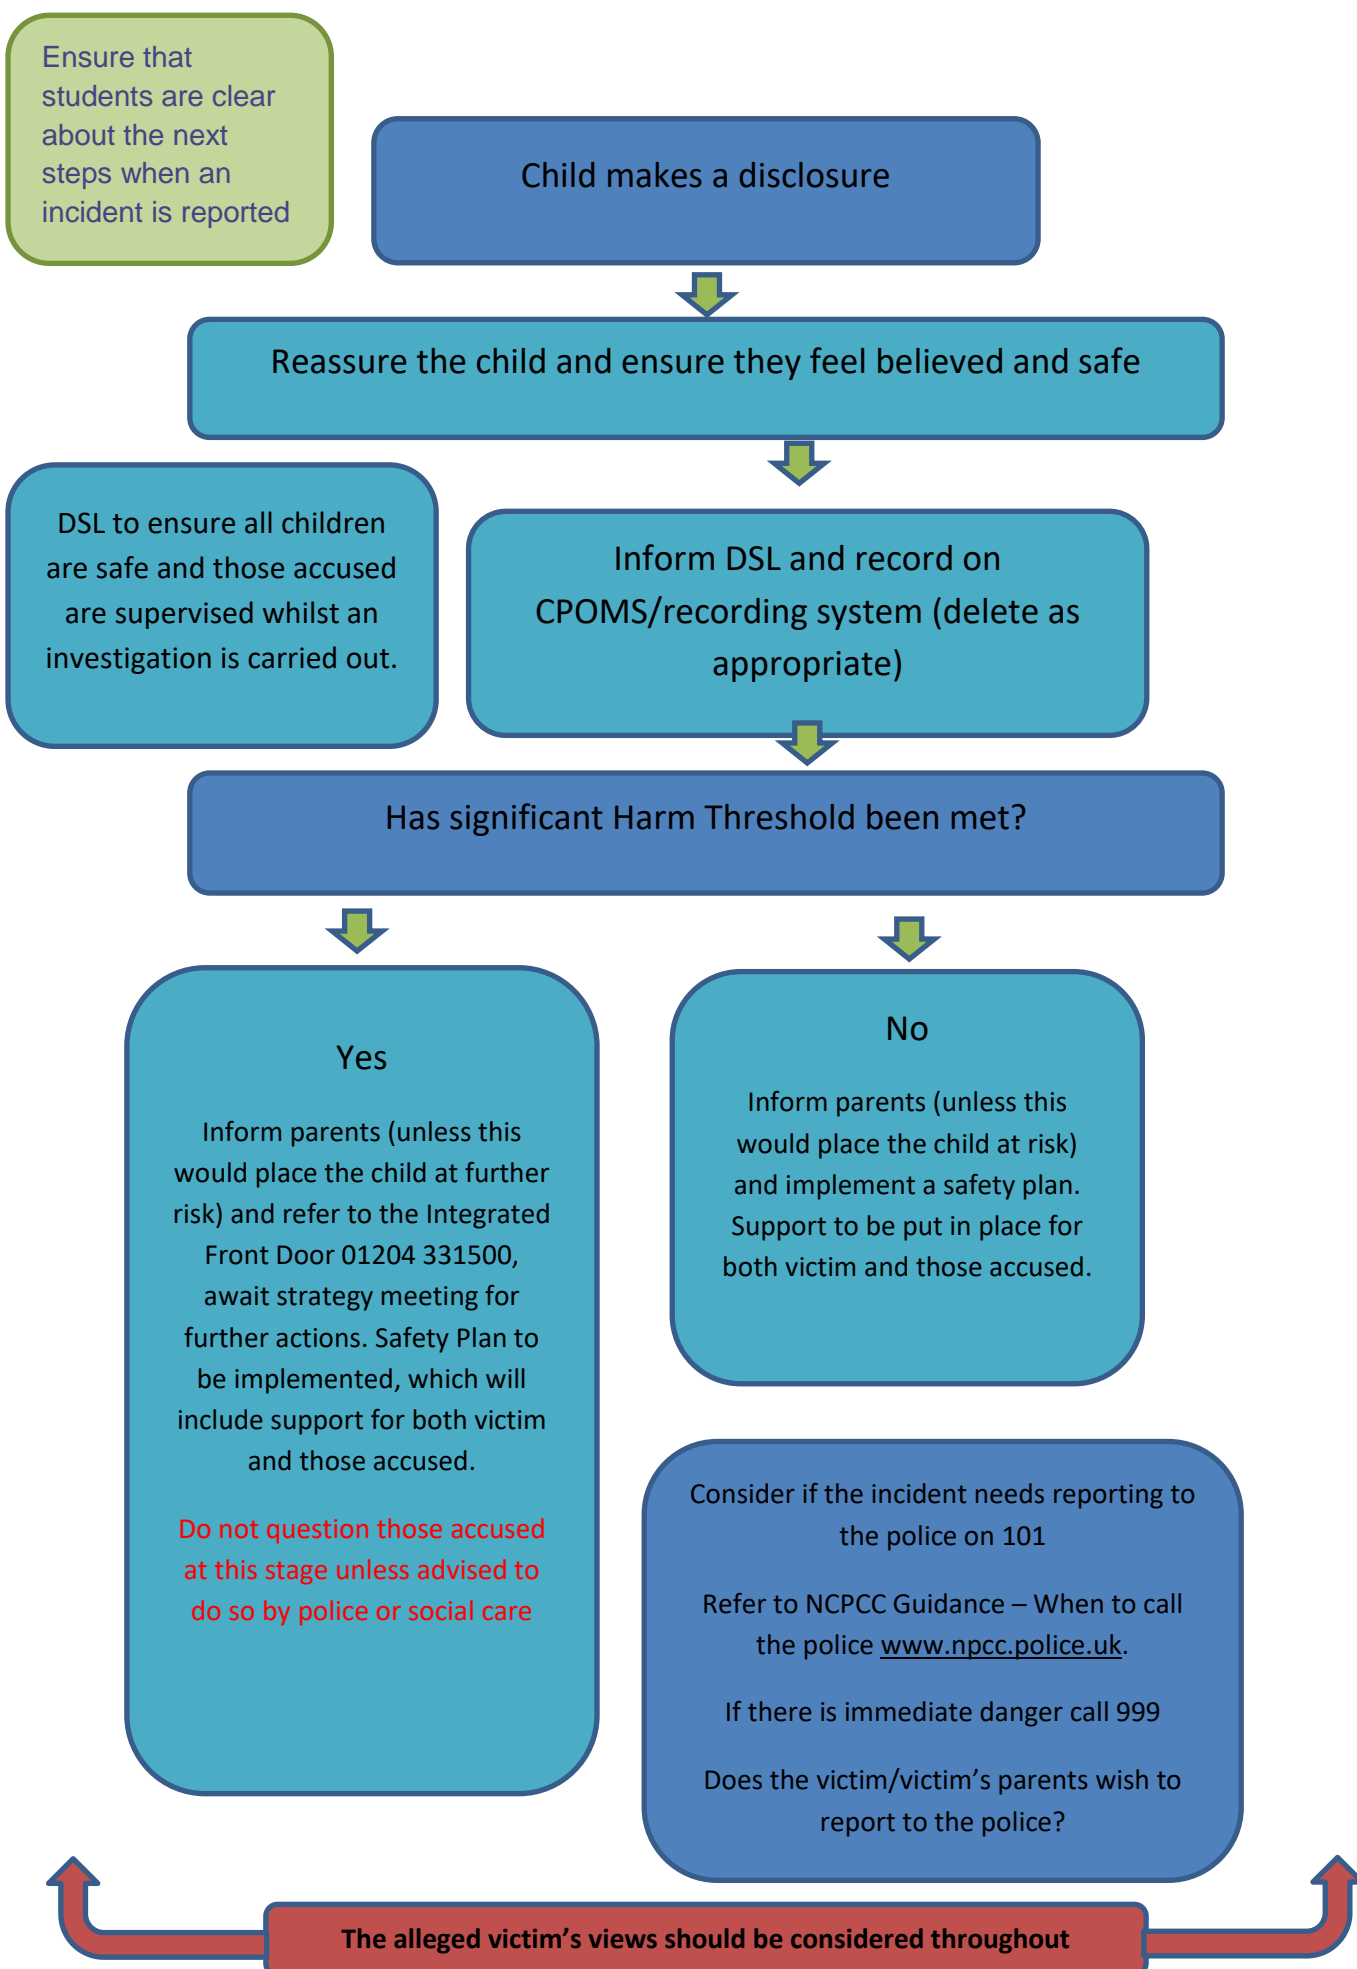 Ensure that
students are clear
about the next
steps when an
incident is reported
Child makes a disclosure
Reassure the child and ensure they feel believed and safe
DSL to ensure all children
are safe and those accused
are supervised whilst an
investigation is carried out.
Inform DSL and record on
CPOMS/recording system (delete as
appropriate)
Has significant Harm Threshold been met?
Yes
Inform parents (unless this
would place the child at further
risk) and refer to the Integrated
Front Door 01204 331500,
await strategy meeting for
further actions. Safety Plan to
be implemented, which will
include support for both victim
and those accused.
Do not question those accused
at this stage unless advised to
do so by police or social care
No
Inform parents (unless this
would place the child at risk)
and implement a safety plan.
Support to be put in place for
both victim and those accused.
Consider if the incident needs reporting to
the police on 101
Refer to NCPCC Guidance – When to call
the police www.npcc.police.uk.
If there is immediate danger call 999
Does the victim/victim’s parents wish to
report to the police?
The alleged victim’s views should be considered throughout